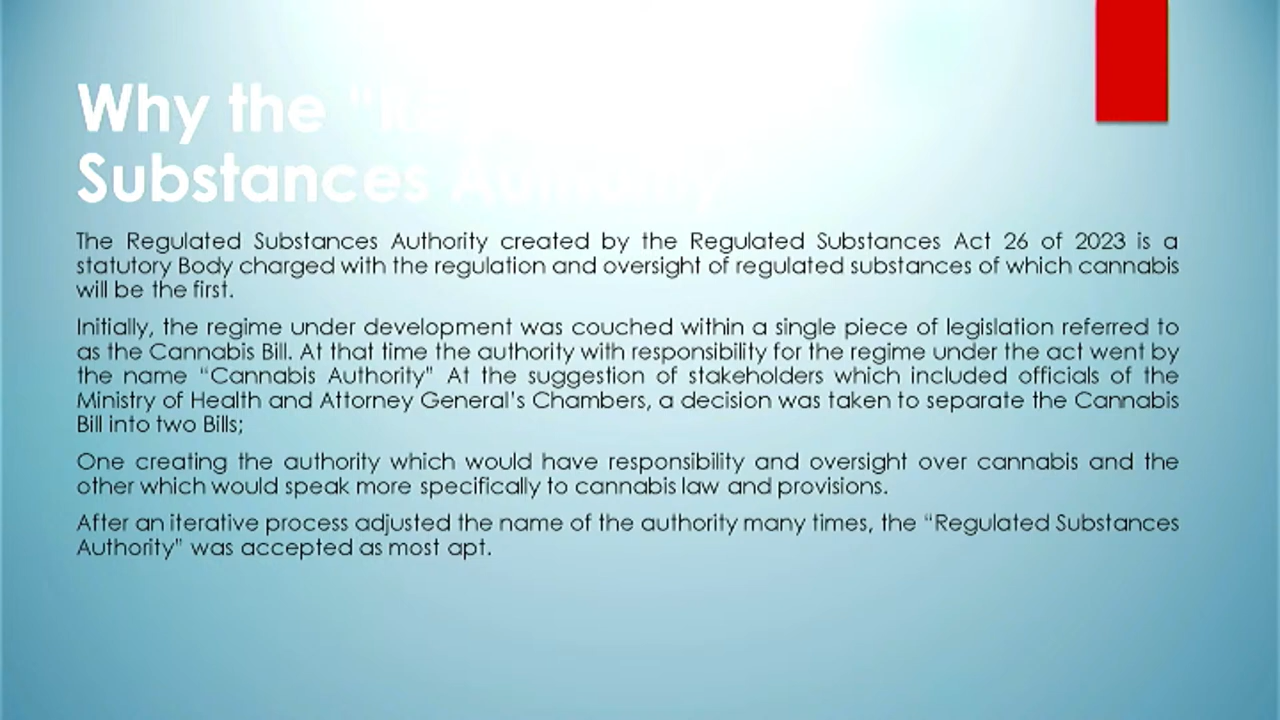 Why the "Reg
Substances Authority
The Regulated Substances Authority created by the Regulated Substances Act 26 of 2023 is a
statutory Body charged with the regulation and oversight of regulated substances of which cannabis
will be the first.
Initially, the regime under development was couched within a single piece of legislation referred to
as the Cannabis Bill. At that time the authority with responsibility for the regime under the act went by
the name “Cannabis Authority” At the suggestion of stakeholders which included officials of the
Ministry of Health and Attorney General’s Chambers, a decision was taken to separate the Cannabis
Bill into two Bills;
One creating the authority which would have responsibility and oversight over cannabis and the
other which would speak more specifically to cannabis law and provisions.
After an iterative process adjusted the name of the authority many times, the “Regulated Substances
Authority” was accepted as most apt.